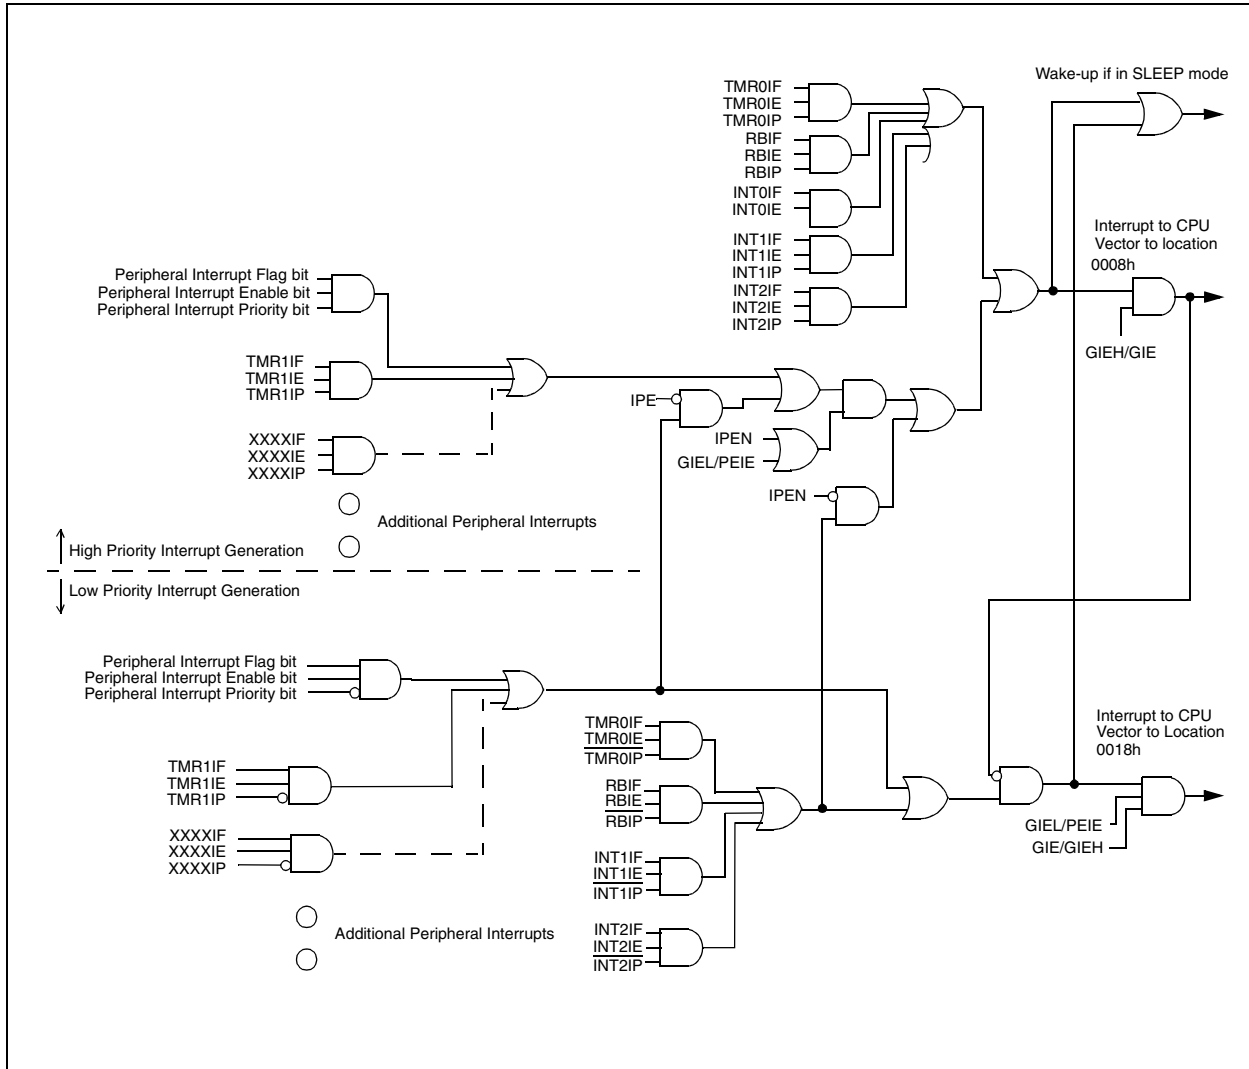 Wake-up if in SLEEP mode
TMR0IF
TMR0IE
TMR0IP
RBIF
RBIE
RBIP
INT0IF
INT0IE
INT1IF
INT1IE
INT1IP
INT2IF
INT2IE
INT2IP
Interrupt to CPU
Vector to location
0008h
GIEH/GIE
Peripheral Interrupt Flag bit
Peripheral Interrupt Enable bit
Peripheral Interrupt Priority bit
TMR1IF
TMR1IE
TMR1IP
XXXXIF
XXXXIE
XXXXIP
IPE
IPEN
GIEL/PEIE
IPEN
Additional Peripheral Interrupts
High Priority Interrupt Generation
Low Priority Interrupt Generation
Peripheral Interrupt Flag bit
Peripheral Interrupt Enable bit
Peripheral Interrupt Priority bit
TMR1IF
TMR1IE
TMR1IP
XXXXIF
XXXXIE
XXXXIP
Additional Peripheral Interrupts
TMR0IF
TMR0IE
TMR0IP
RBIF
RBIE
RBIP
INT1IF
INT1IE
INT1IP
INT2IF
INT2IE
INT2IP
Interrupt to CPU
Vector to Location
0018h
GIEL/PEIE
GIE/GIEH